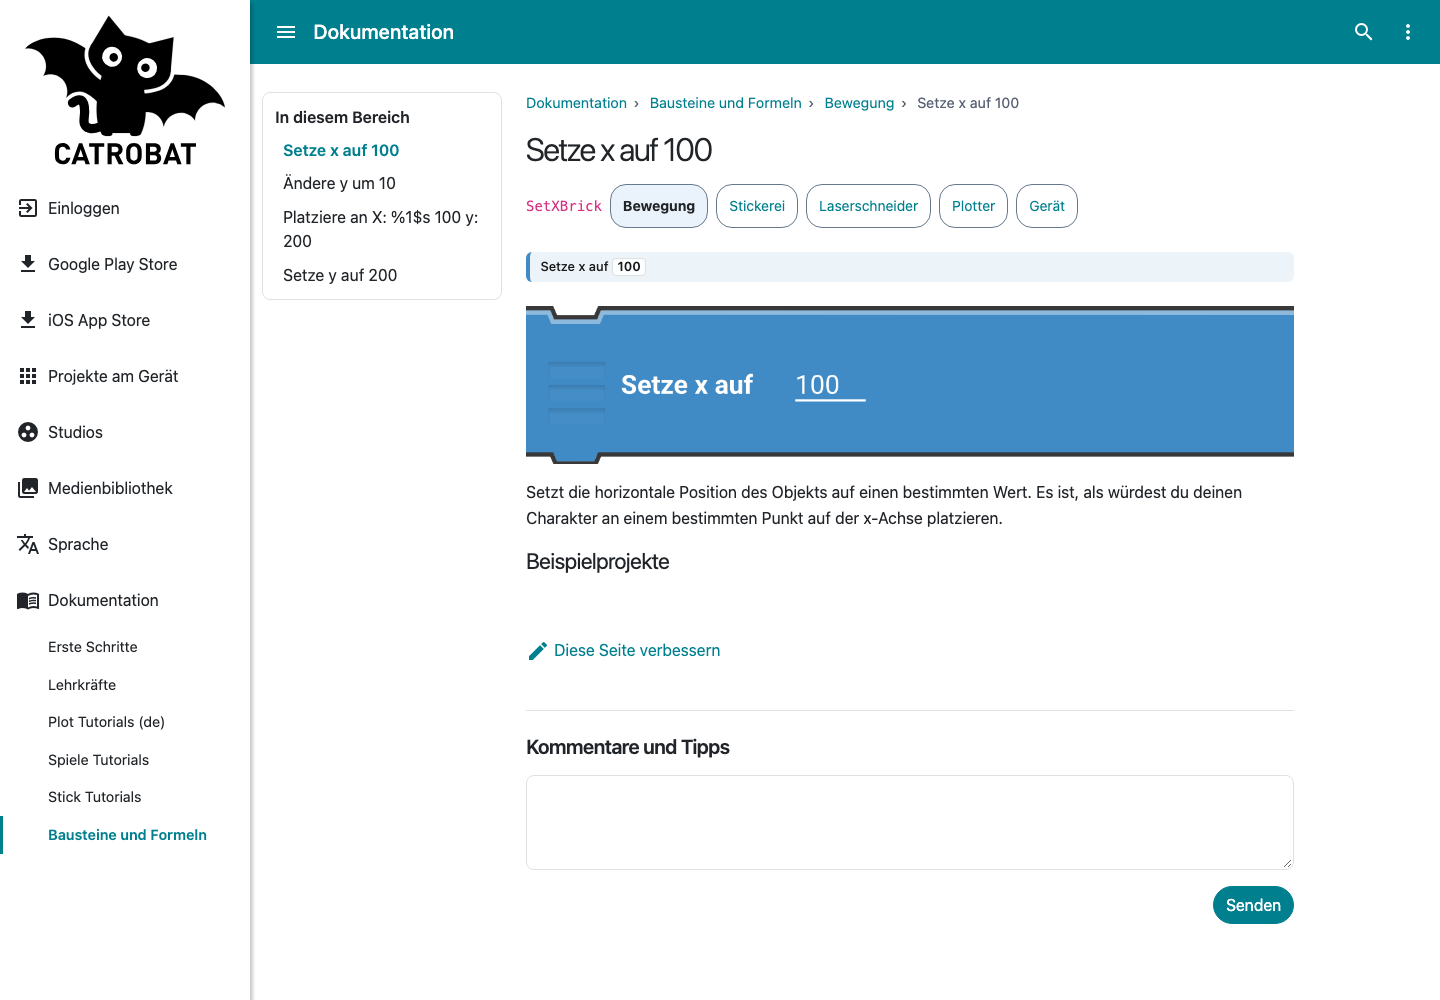 CATROBAT
Einloggen
Google Play Store
iOS App Store
Projekte am Gerät
Studios
Medienbibliothek
Sprache
Dokumentation
Erste Schritte
Lehrkräfte
Plot Tutorials (de)
Spiele Tutorials
Stick Tutorials
Bausteine und Formeln
Dokumentation
In diesem Bereich
Setze x auf 100
Ändere y um 10
Platziere an X: %1$s 100 y:
200
Setze y auf 200
Dokumentation › Bausteine und Formeln › Bewegung › Setze x auf 100
Setze x auf 100
SetXBrick Bewegung Stickerei Laserschneider Plotter Gerät
Setze x auf 100
Setze x auf 100
Setzt die horizontale Position des Objekts auf einen bestimmten Wert. Es ist, als würdest du deinen
Charakter an einem bestimmten Punkt auf der x-Achse platzieren.
Beispielprojekte
Diese Seite verbessern
Kommentare und Tipps
Senden